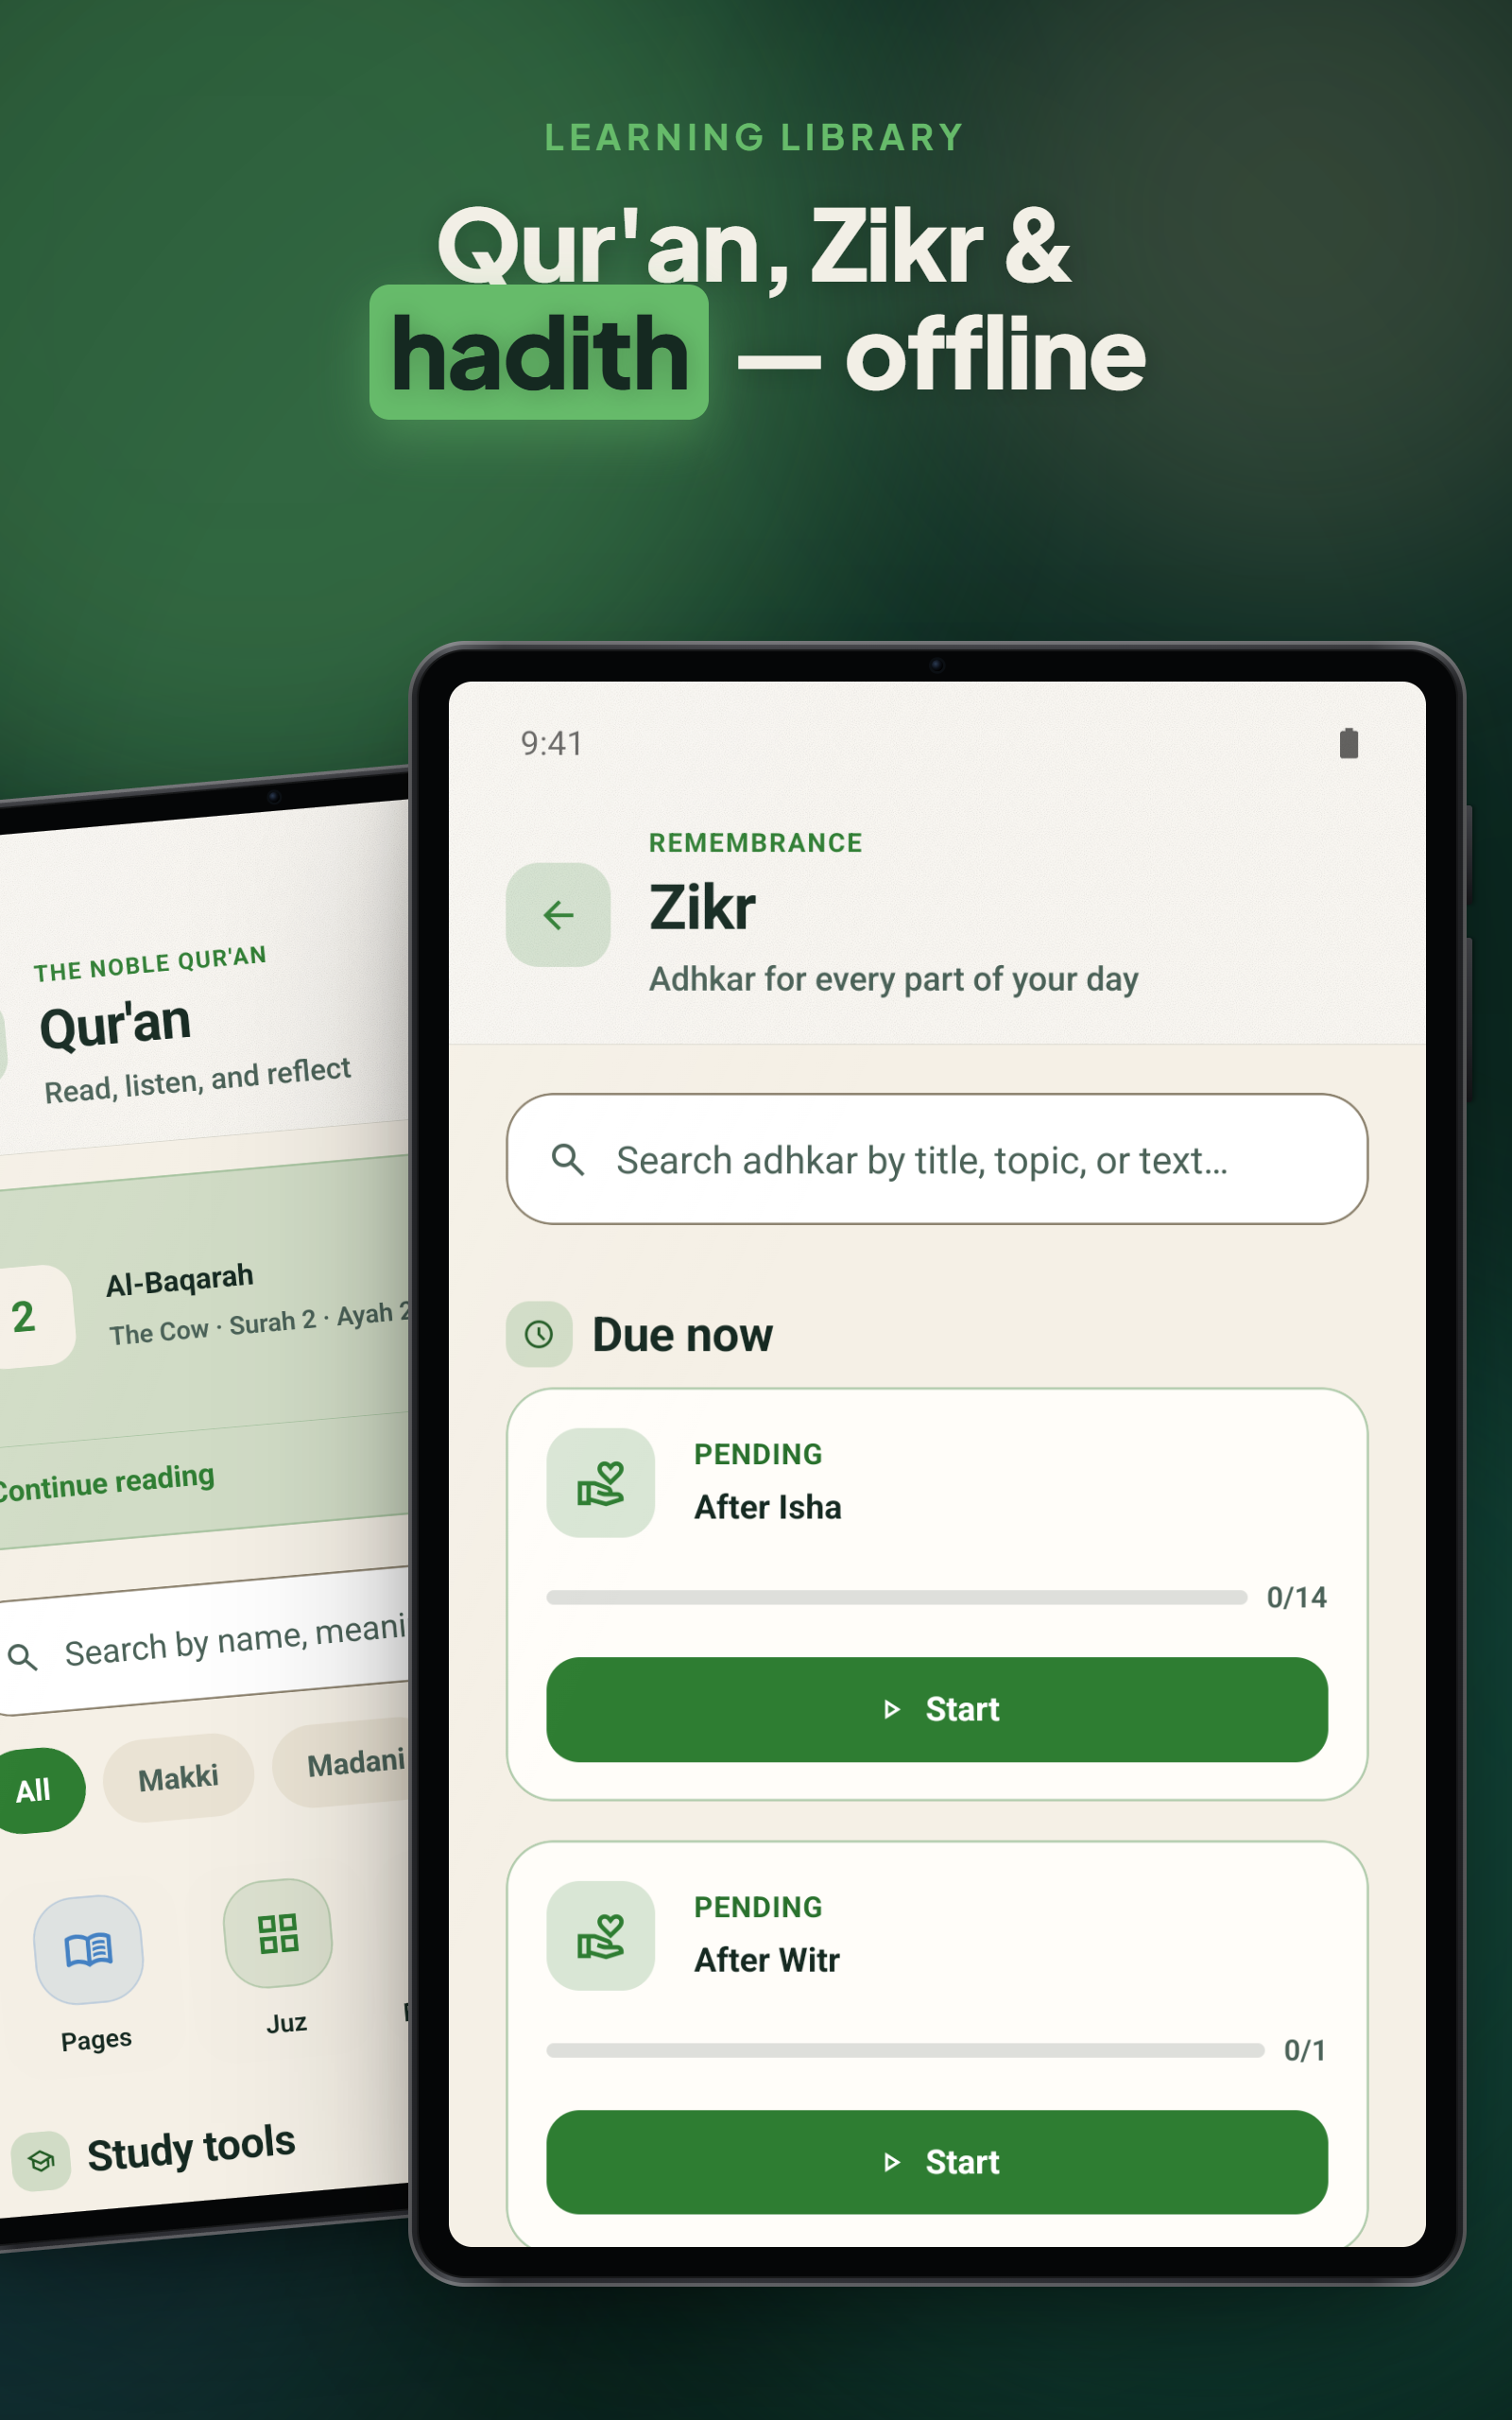 LEARNING LIBRARY
Qur'an, Zikr &
hadith — offline
THE NOBLE QUR'AN
Qur'an
Read, listen, and reflect
2
Al-Baqarah
The Cow · Surah 2 · Ayah 2
Continue reading
Search by name, meani
All
Makki
Madani
Pages
Juz
Study tools
9:41
REMEMBRANCE
Zikr
Adhkar for every part of your day
Search adhkar by title, topic, or text...
Due now
PENDING
After Isha
0/14
Start
PENDING
After Witr
0/1
Start